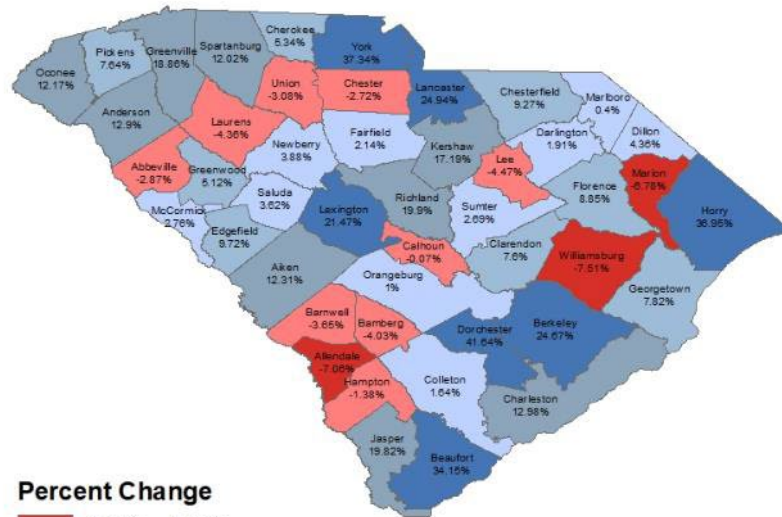 Cherokee
5.34%
York
37.34%
Spartanburg
12.02%
Greenville
18.86%
Pickens
7.64%
Oconee
12.17%
Union
-3.08%
Chester
-2.72%
Lancaster
24.94%
Chesterfield
9.27%
Marlboro
0.4%
Anderson
12.9%
Laurens
-4.36%
Darlington
1.91%
Dillon
4.36%
Fairfield
2.14%
Newberry
3.88%
Kershaw
17.19%
Lee
-4.47%
Abbeville
-2.87%
Greenwood
5.12%
Marion
-6.78%
Florence
8.85%
Horry
36.95%
Saluda
3.62%
McCormick
2.76%
Lexington
21.47%
Richland
19.9%
Sumter
2.69%
Edgefield
9.72%
Calhoun
-0.07%
Clarendon
7.6%
Williamsburg
-7.51%
Aiken
12.31%
Orangeburg
1%
Georgetown
7.82%
Barnwell
-3.65%
Bamberg
-4.03%
Dorchester
41.64%
Berkeley
24.67%
Allendale
-7.06%
Hampton
-1.38%
Colleton
1.64%
Charleston
12.98%
Jasper
19.82%
Beaufort
34.15%
Percent Change